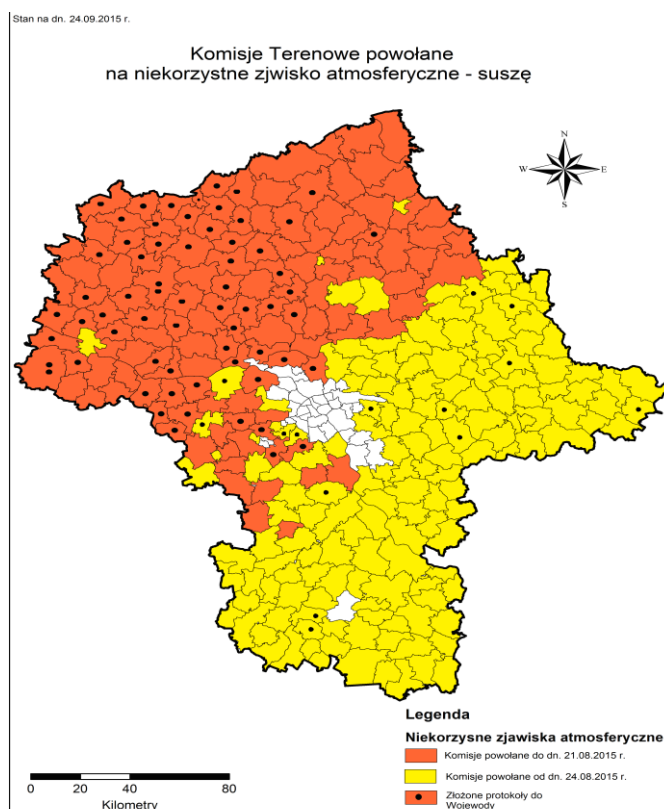 Stan na dn. 24.09.2015 r.
Komisje Terenowe powołane
na niekorzystne zjwisko atmosferyczne - suszę
N
W E
S
Legenda
Niekorzysne zjawiska atmosferyczne
Komisje powołane do dn. 21.08.2015 r.
Komisje powołane od dn. 24.08.2015 r.
Złożone protokoły do
Wojewody
0 20 40 80
Kilometry